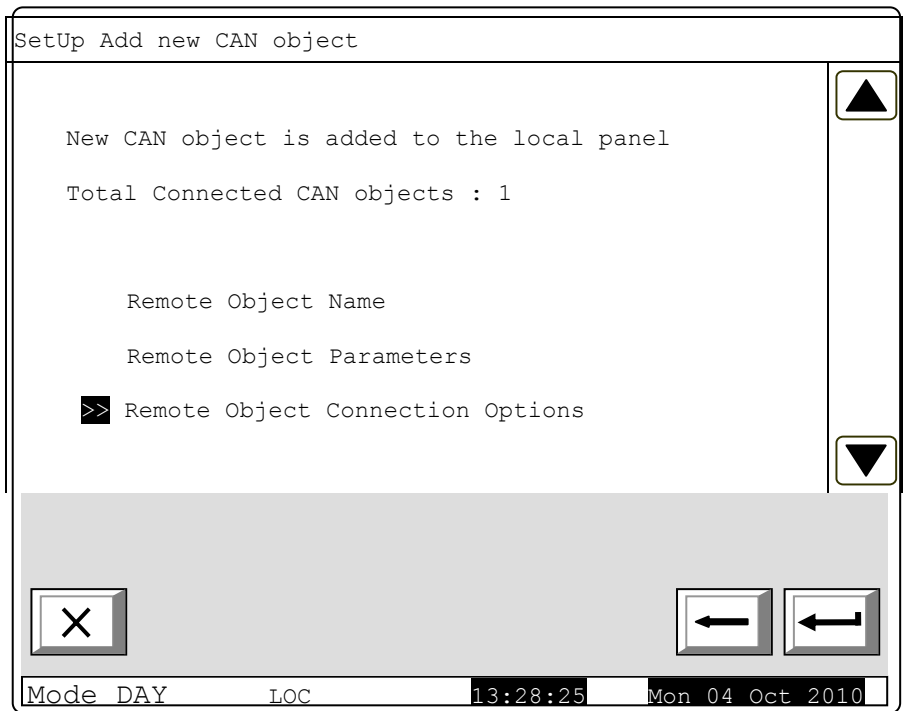 SetUp Add new CAN object
New CAN object is added to the local panel
Total Connected CAN objects : 1
Remote Object Name
Remote Object Parameters
>> Remote Object Connection Options
Mode DAY LOC 13:28:25 Mon 04 Oct 2010